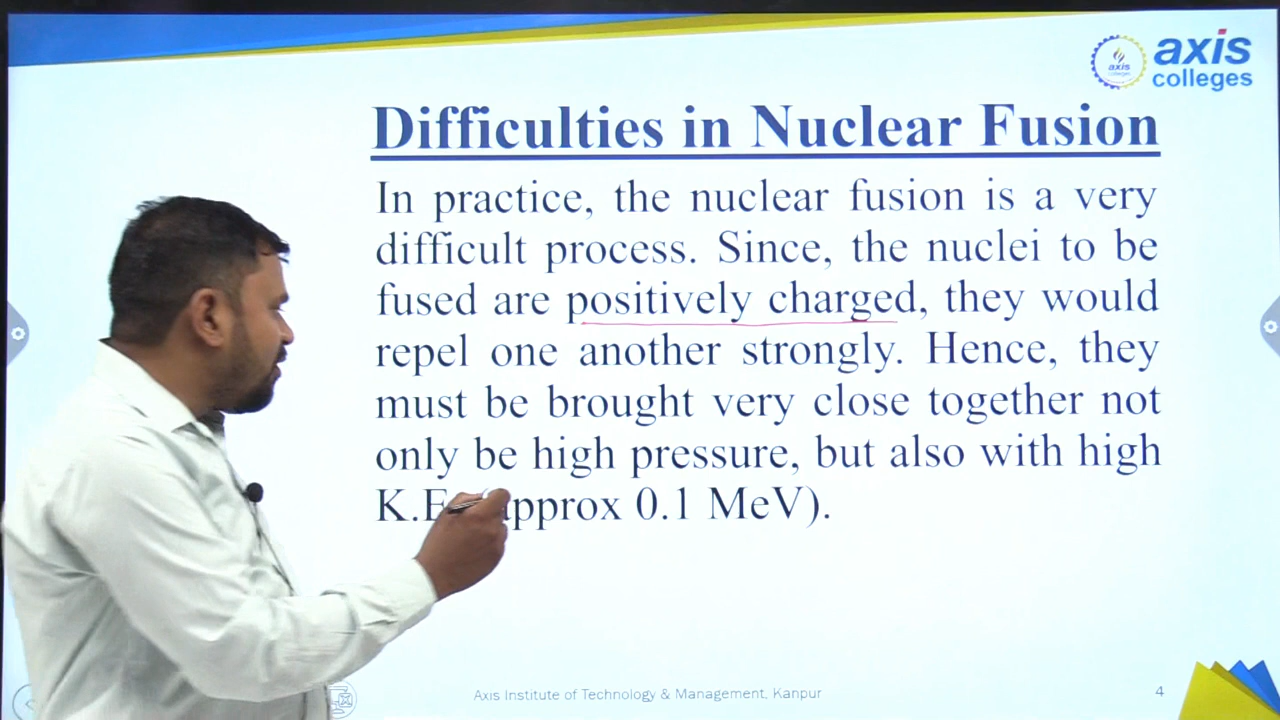 axis
colleges
axis
colleges
Difficulties in Nuclear Fusion
In practice, the nuclear fusion is a very
difficult process. Since, the nuclei to be
fused are positively charged, they would
repel one another strongly. Hence, they
must be brought very close together not
only be high pressure, but also with high
K.E. (approx 0.1 MeV).
Axis Institute of Technology & Management, Kanpur
4